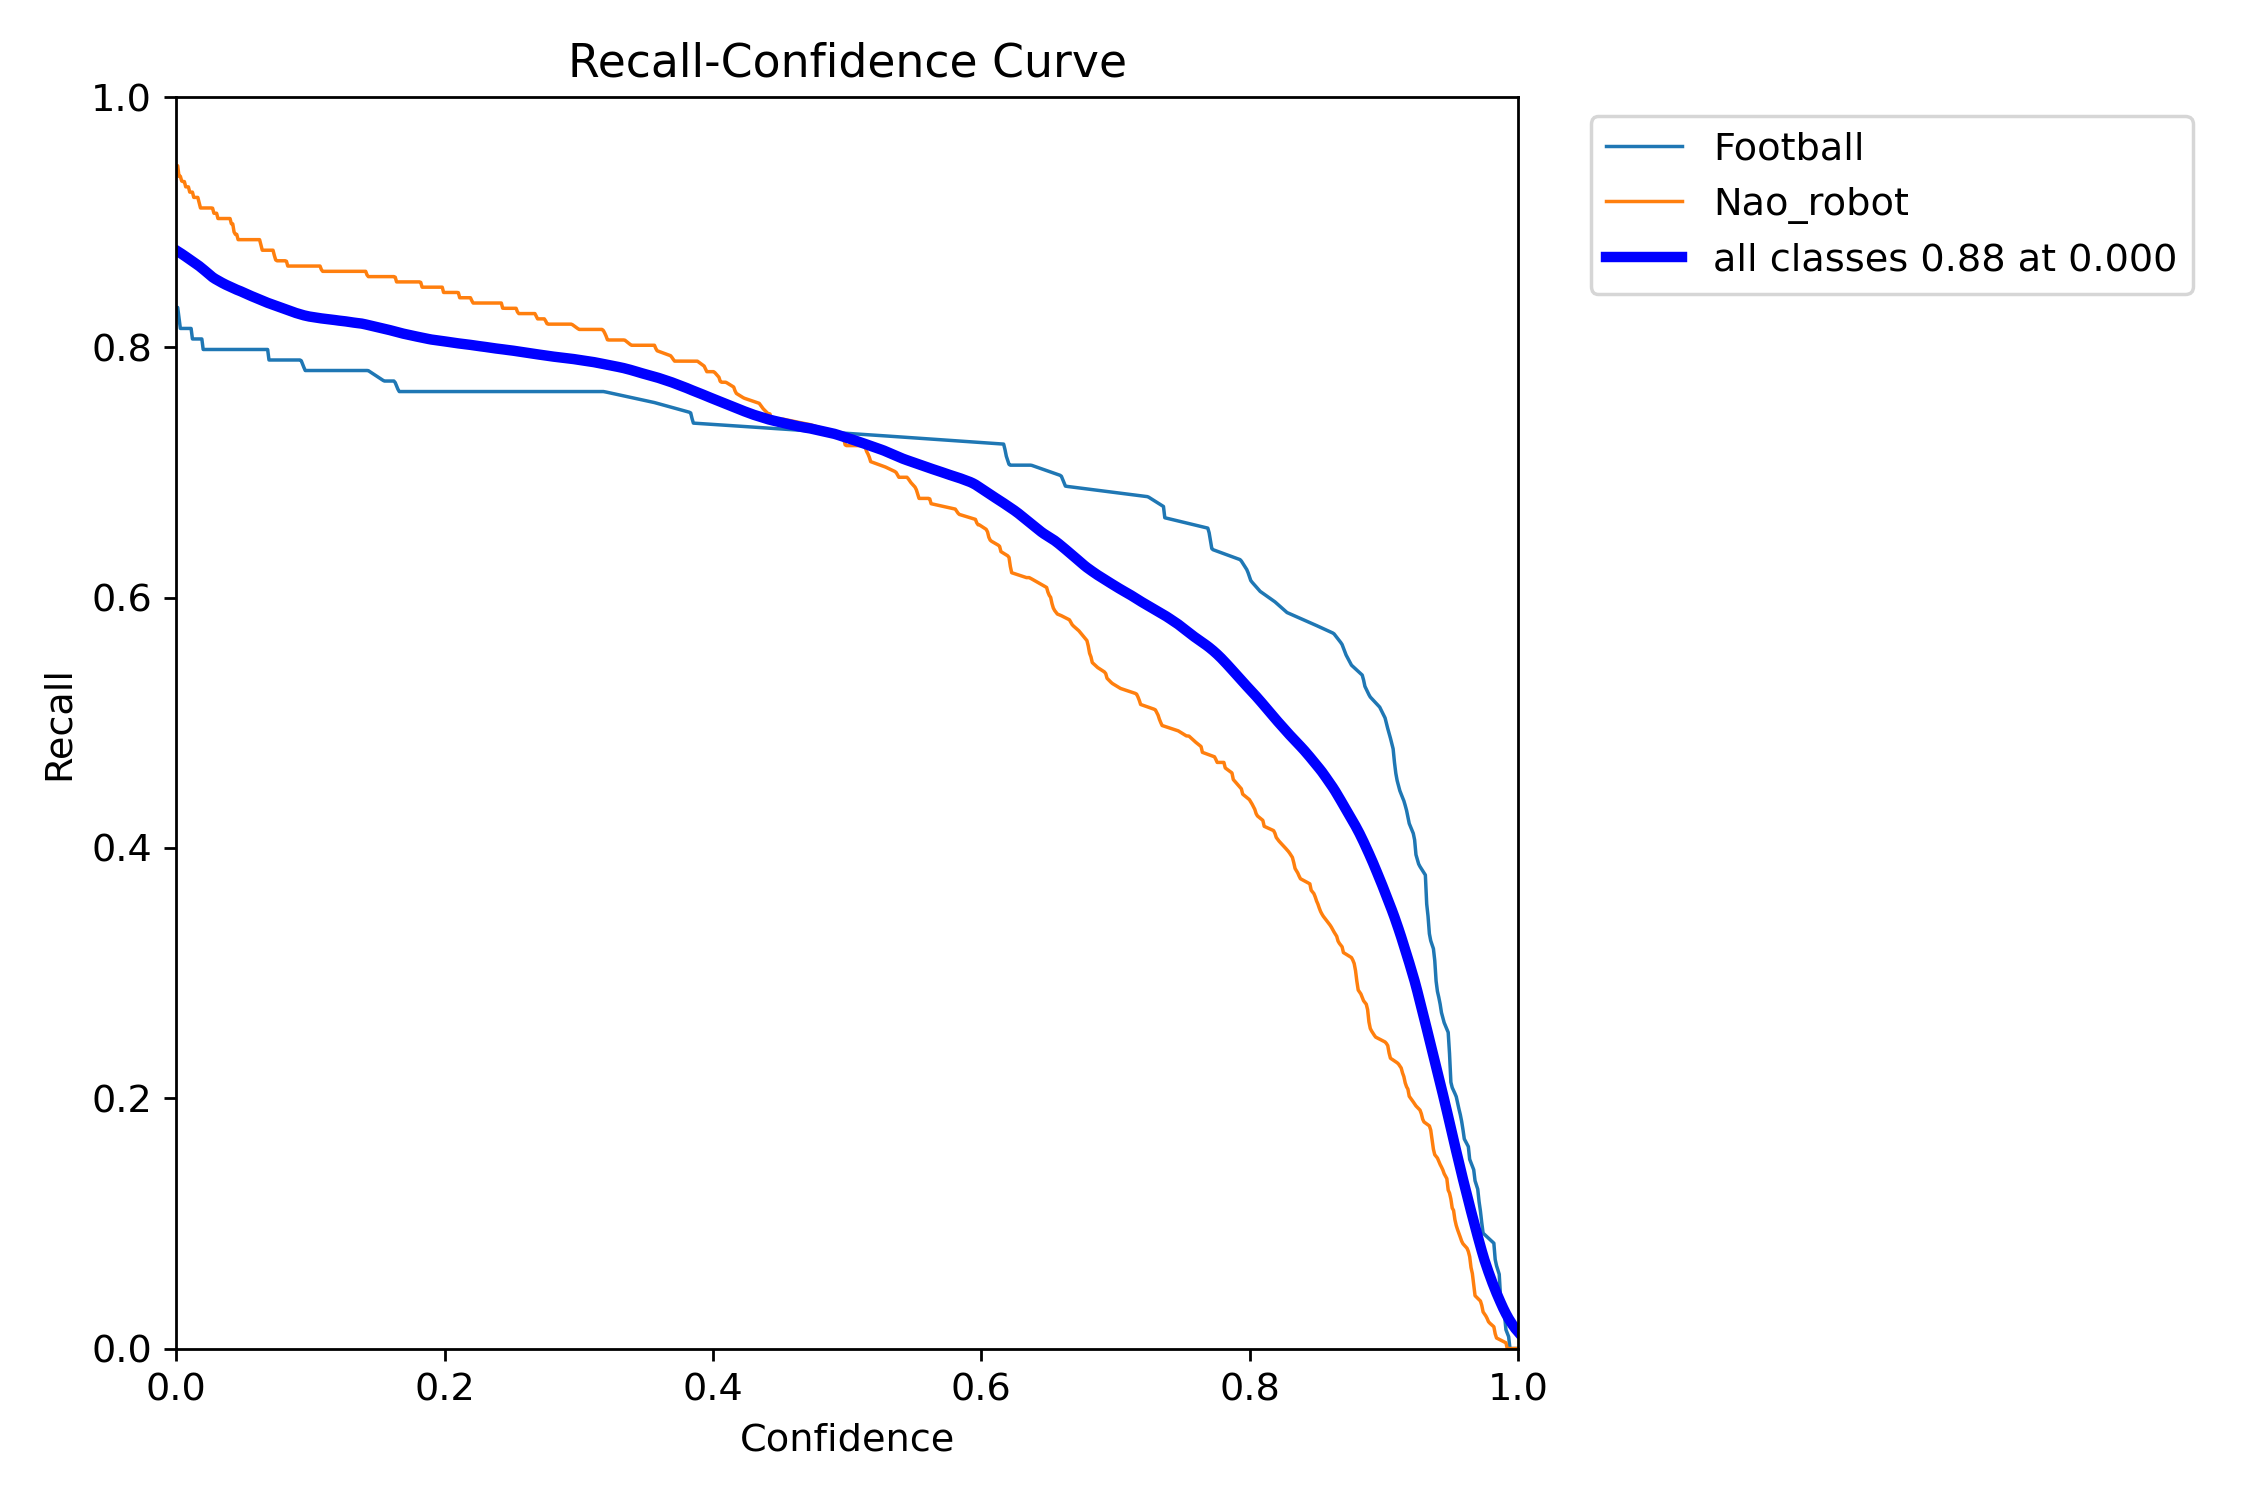 Recall-Confidence Curve
1.0
0.8
0.6
0.4
0.2
0.0
Recall
0.0 0.2 0.4 0.6 0.8 1.0
Confidence
Football
Nao_robot
all classes 0.88 at 0.000